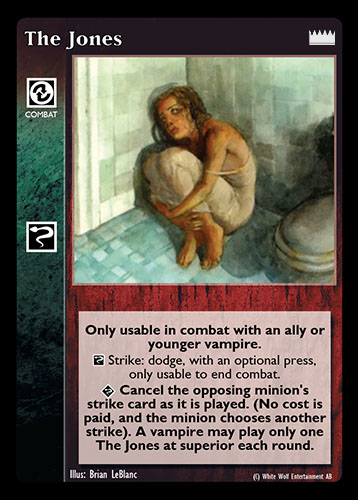 The Jones
COMBAT
Only usable in combat with an ally or
younger vampire.
Strike: dodge, with an optional press,
only usable to end combat.
Cancel the opposing minion's
strike card as it is played. (No cost is
paid, and the minion chooses another
strike). A vampire may play only one
The Jones at superior each round.
Illus: Brian LeBlanc
(C) White Wolf Entertainment AB